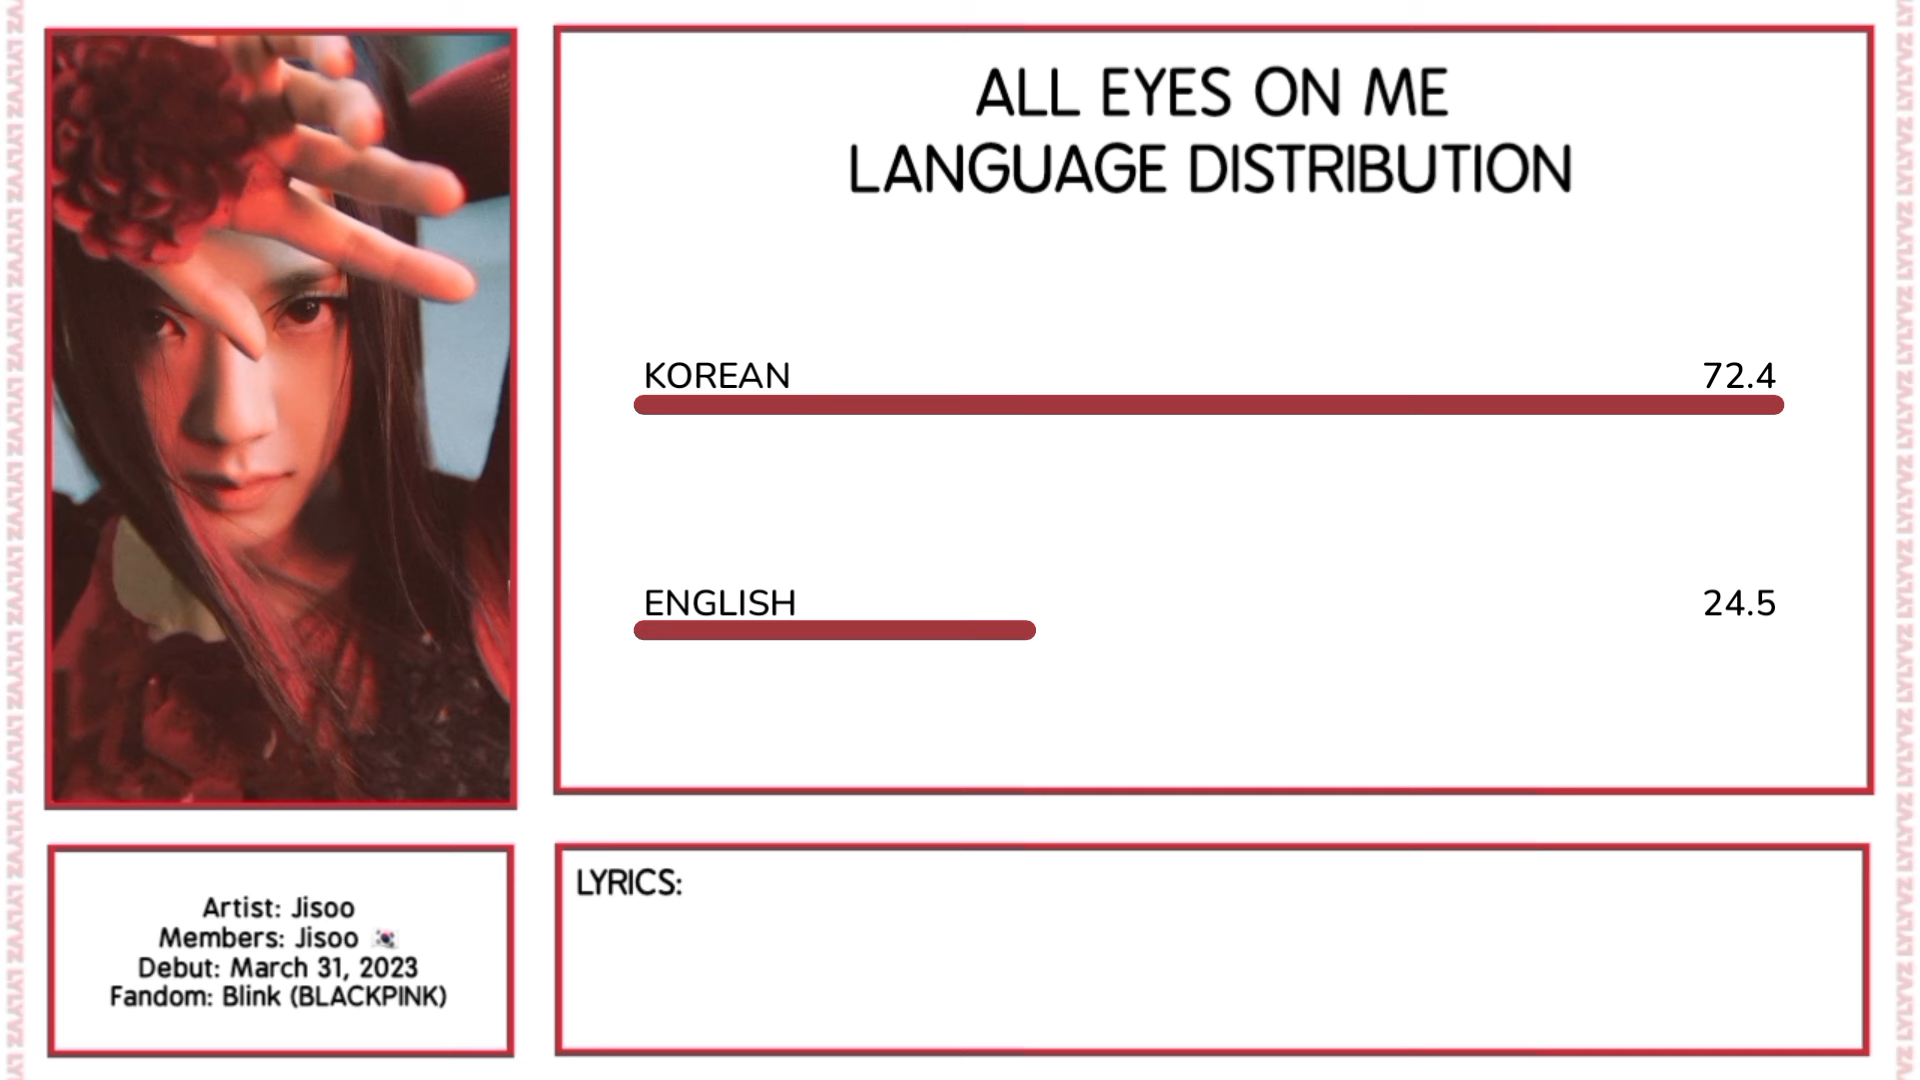 ALL EYES ON ME
LANGUAGE DISTRIBUTION
KOREAN 72.4
ENGLISH 24.5
Artist: Jisoo
Members: Jisoo 🇰🇷
Debut: March 31, 2023
Fandom: Blink (BLACKPINK)
LYRICS: